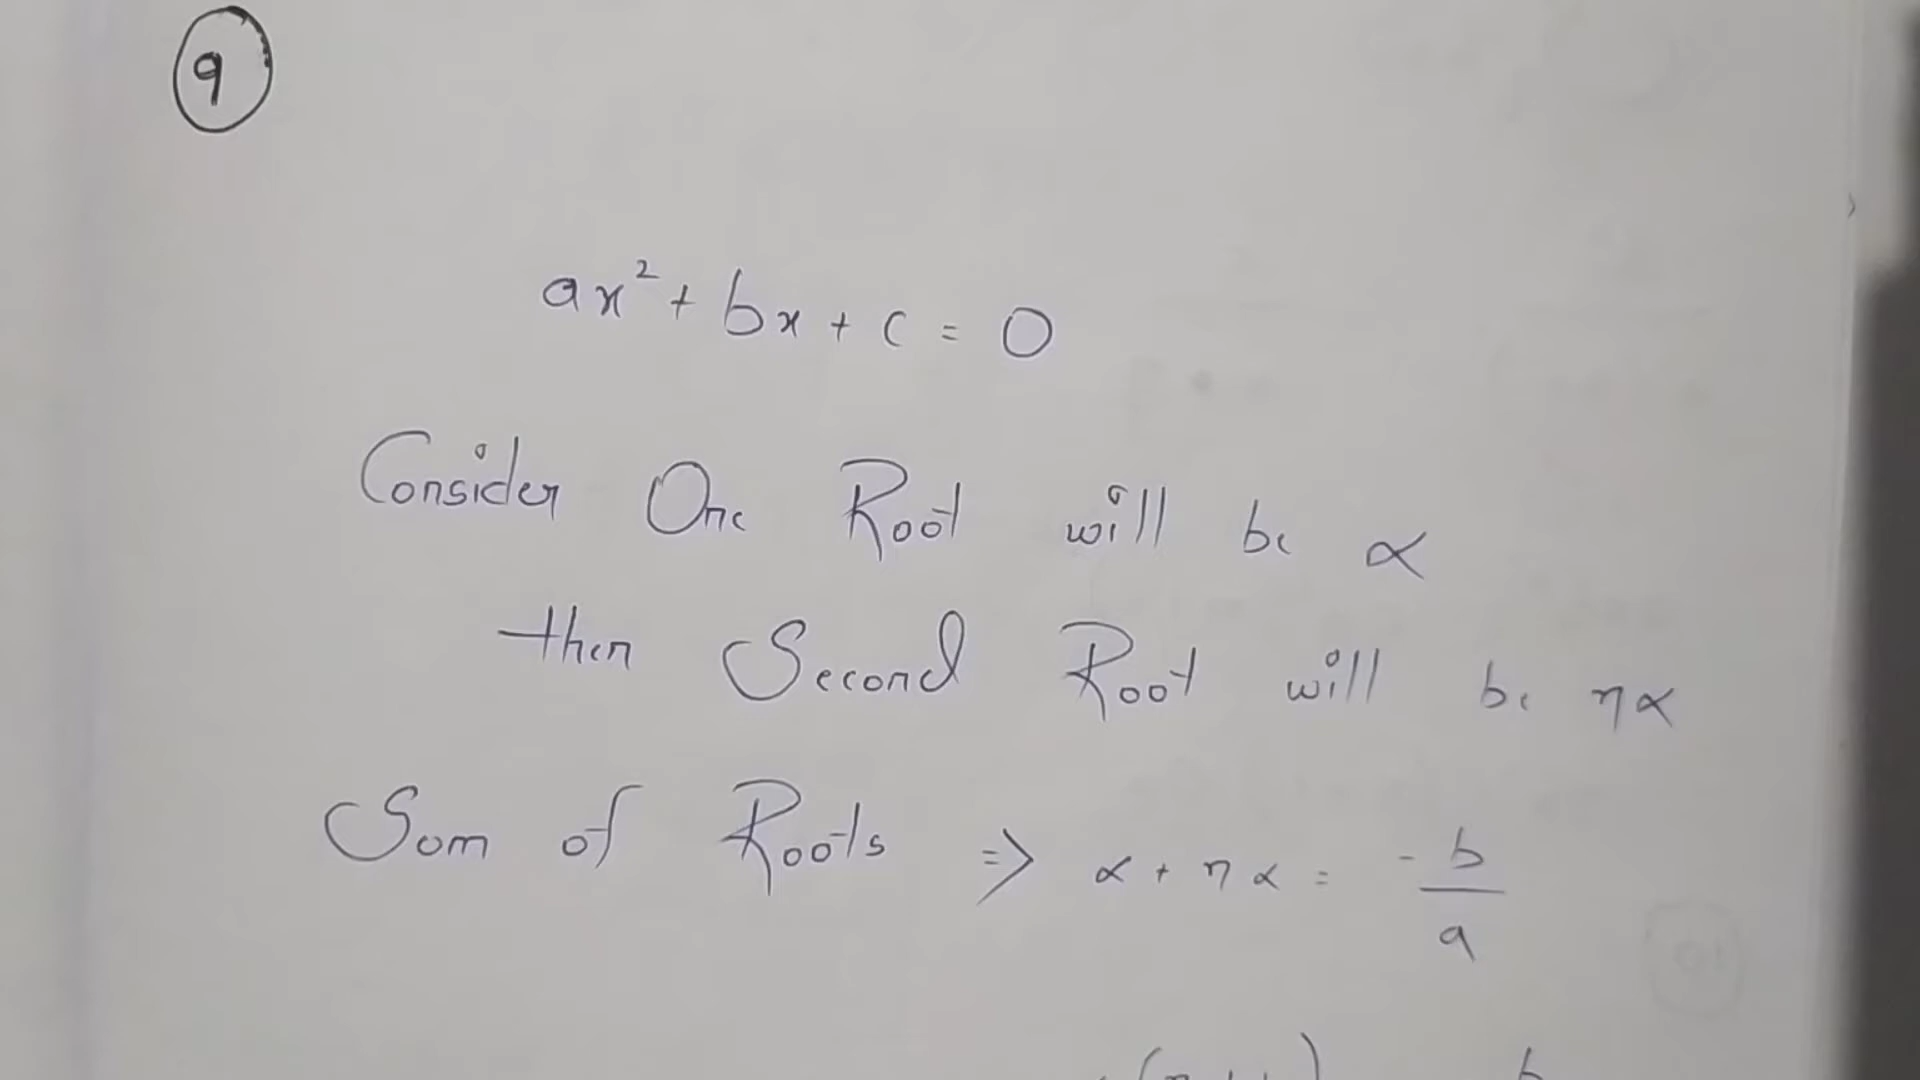 9
ax² + bx + c = 0
Consider One Root will be α
then Second Root will be nα
Sum of Roots ⇒ α + nα = -b/a